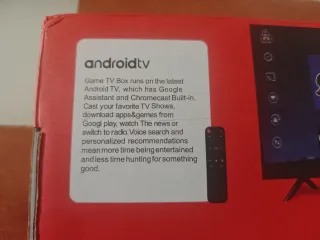 androidtv
Game TV Box runs on the latest
Android TV, which has Google
Assistant and Chromecast Built-in.
Cast your favorite TV Shows,
download apps&games from
Googl play, watch The news or
switch to radio. Voice search and
personalized recommendations
mean more time being entertained
and less time hunting for something
good.